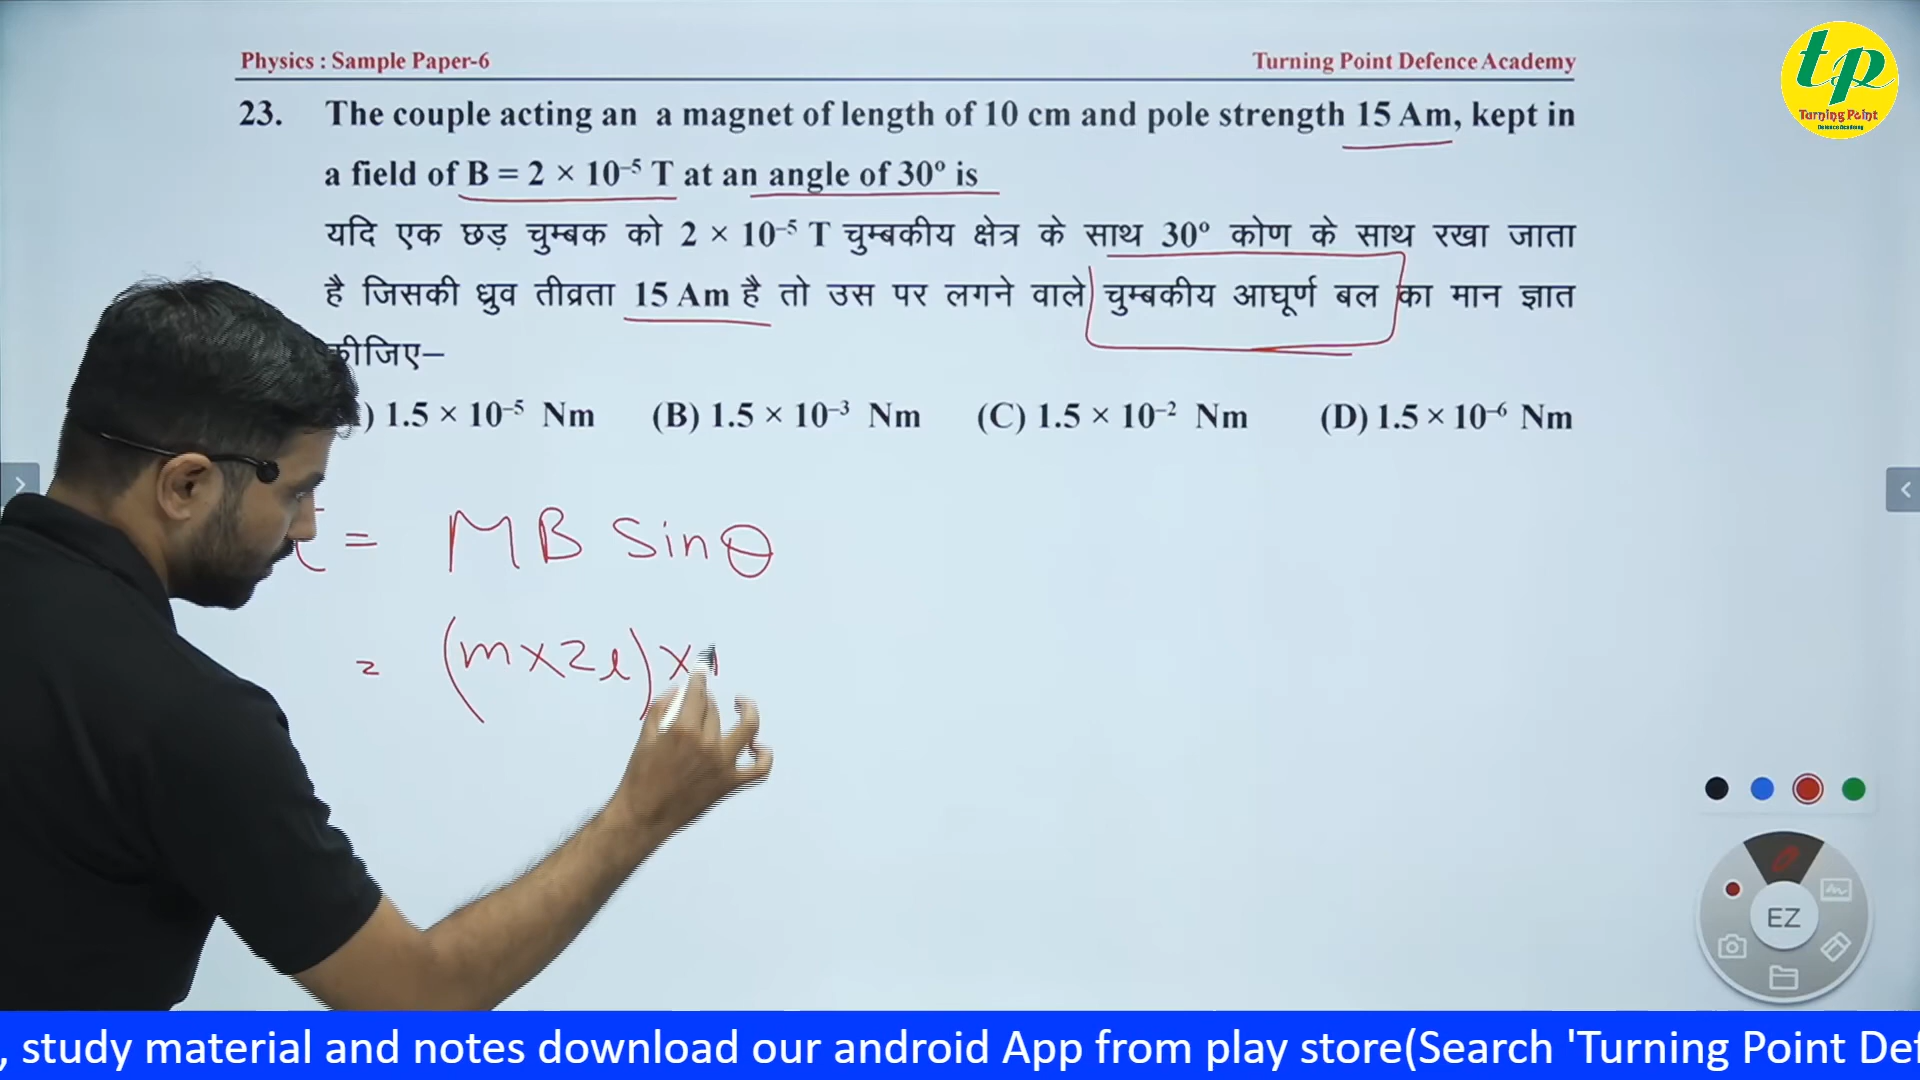 Physics : Sample Paper-6
Turning Point Defence Academy
tp
Turning Point
Defence Academy
23. The couple acting an a magnet of length of 10 cm and pole strength 15 Am, kept in
a field of B = 2 × 10⁻⁵ T at an angle of 30° is
यदि एक छड़ चुम्बक को 2 × 10⁻⁵ T चुम्बकीय क्षेत्र के साथ 30° कोण के साथ रखा जाता
है जिसकी ध्रुव तीव्रता 15 Am है तो उस पर लगने वाले चुम्बकीय आघूर्ण बल का मान ज्ञात
कीजिए–
) 1.5 × 10⁻⁵ Nm (B) 1.5 × 10⁻³ Nm (C) 1.5 × 10⁻² Nm (D) 1.5 × 10⁻⁶ Nm
τ = MB Sinθ
= (m×2l)×
EZ
, study material and notes download our android App from play store(Search 'Turning Point Def